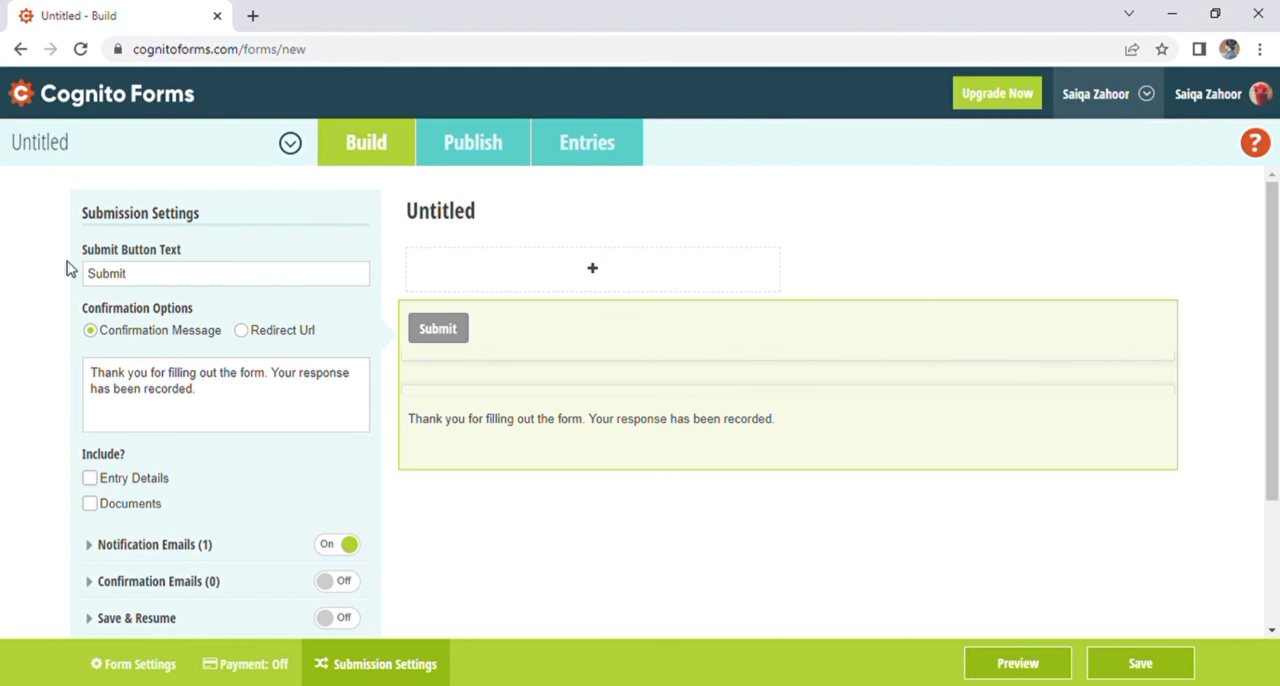 Untitled - Build
cognitoforms.com/forms/new
Cognito Forms
Upgrade Now
Saiqa Zahoor
Saiqa Zahoor
Untitled
Build
Publish
Entries
?
Submission Settings
Submit Button Text
Submit
Confirmation Options
Confirmation Message
Redirect Url
Thank you for filling out the form. Your response
has been recorded.
Include?
Entry Details
Documents
Notification Emails (1)
On
Confirmation Emails (0)
Off
Save & Resume
Off
Untitled
+
Submit
Thank you for filling out the form. Your response has been recorded.
Form Settings
Payment: Off
Submission Settings
Preview
Save